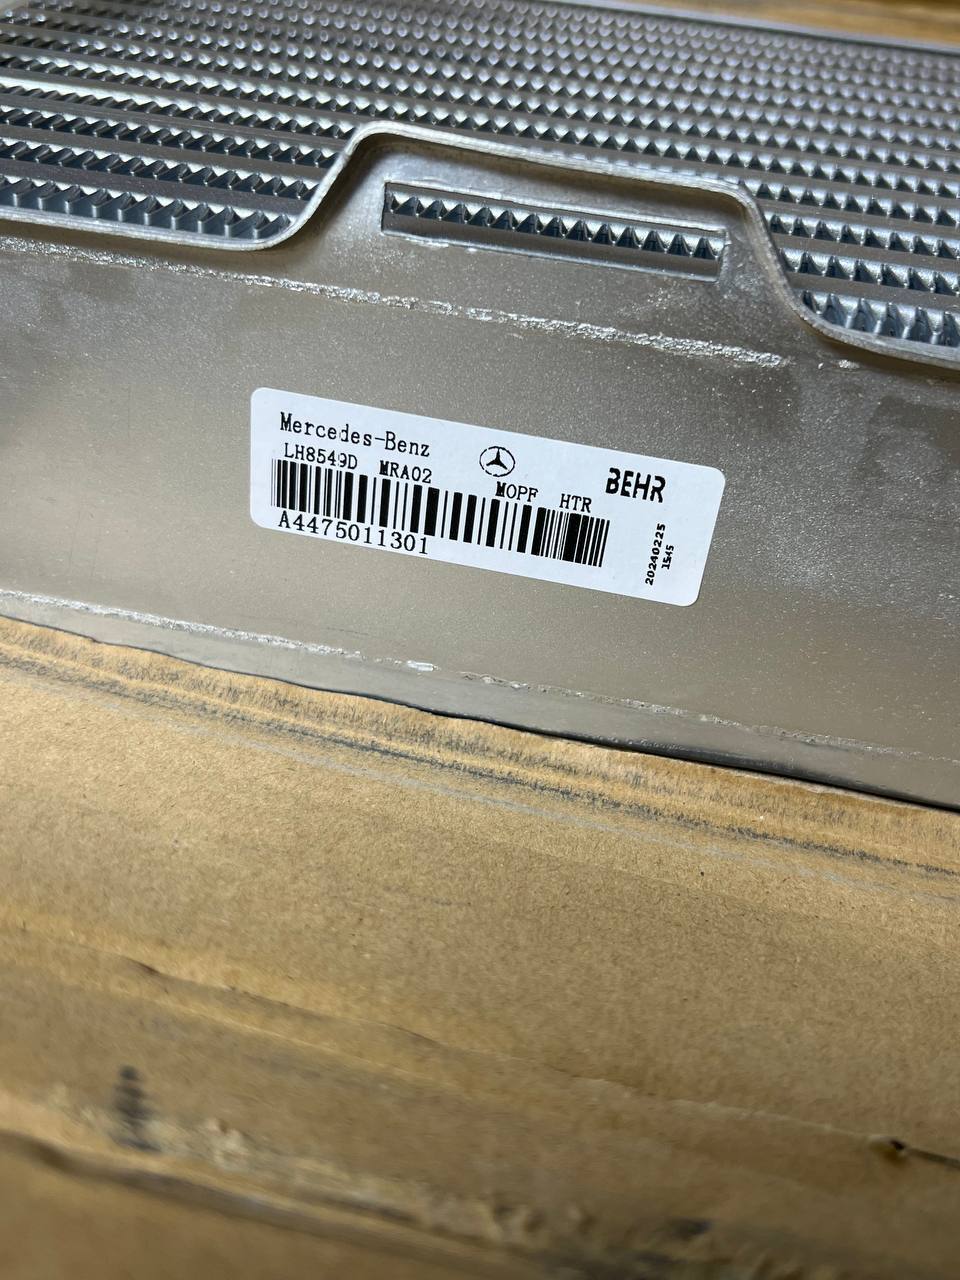 Mercedes-Benz
LH8549D MRA02 MOPF HTR
BEHR
A4475011301
20240225
1545